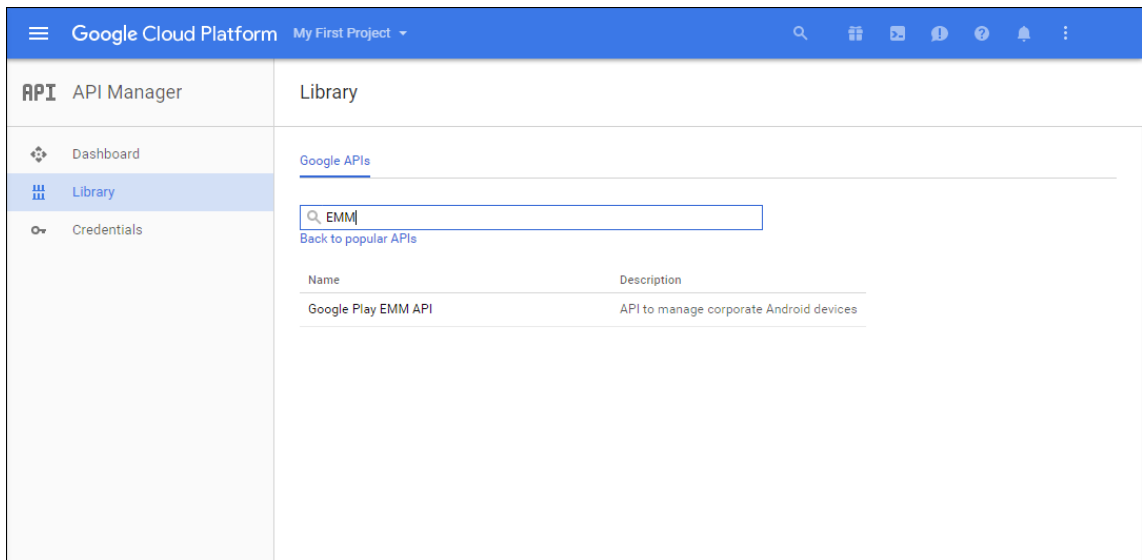 Google Cloud Platform My First Project
API API Manager
Library
Dashboard
Library
Credentials
Google APIs
EMM
Back to popular APIs
Name Description
Google Play EMM API API to manage corporate Android devices